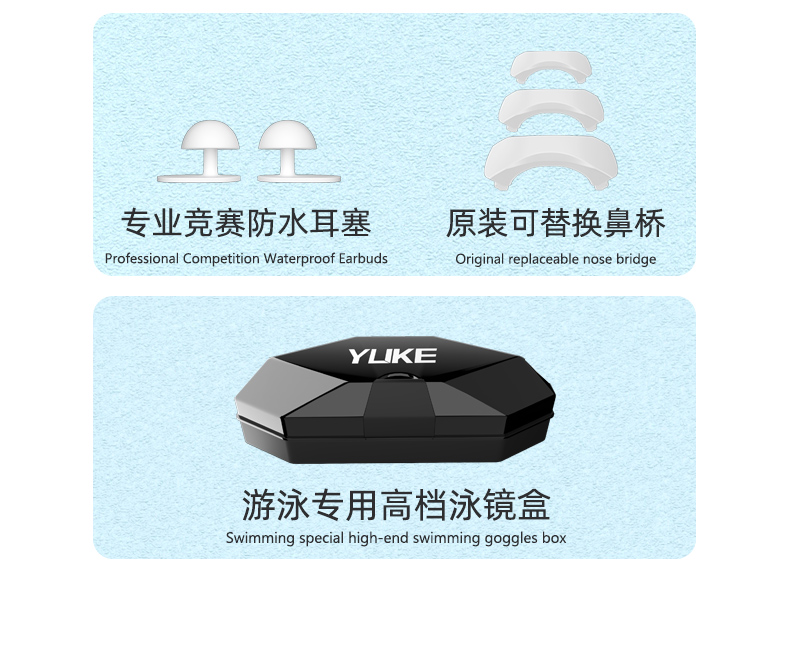 专业竞赛防水耳塞
原装可替换鼻桥
Professional Competition Waterproof Earbuds
Original replaceable nose bridge
YUKE
游泳专用高档泳镜盒
Swimming special high-end swimming goggles box